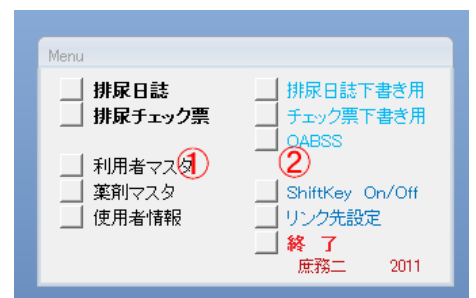 Menu
排尿日誌
排尿チェック票
利用者マスタ
①
薬剤マスタ
使用者情報
排尿日誌下書き用
チェック票下書き用
OABSS
②
ShiftKey On/Off
リンク先設定
終 了
庶務二 2011